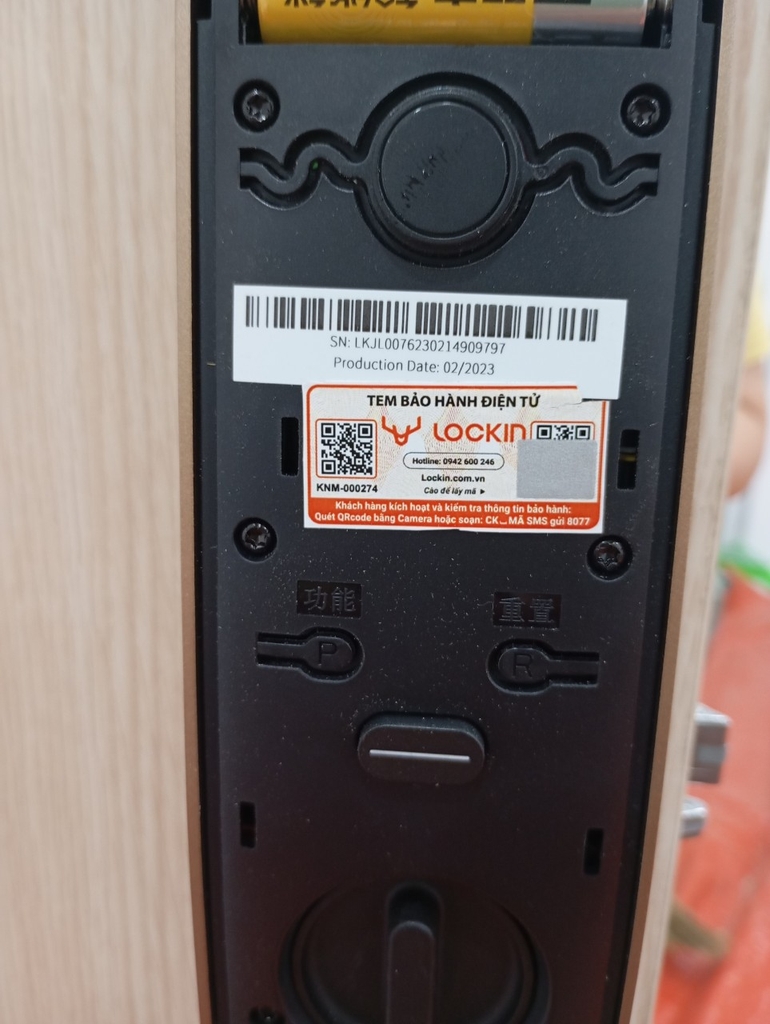 SN: LKJL0076230214909797
Production Date: 02/2023
TEM BẢO HÀNH ĐIỆN TỬ
LOCKIN
Hotline: 0942 600 246
Lockin.com.vn
KNM-000274
Cào để lấy mã ►
Khách hàng kích hoạt và kiểm tra thông tin bảo hành:
Quét QRcode bằng Camera hoặc soạn: CK_MÃ SMS gửi 8077
功能
重置
P
R